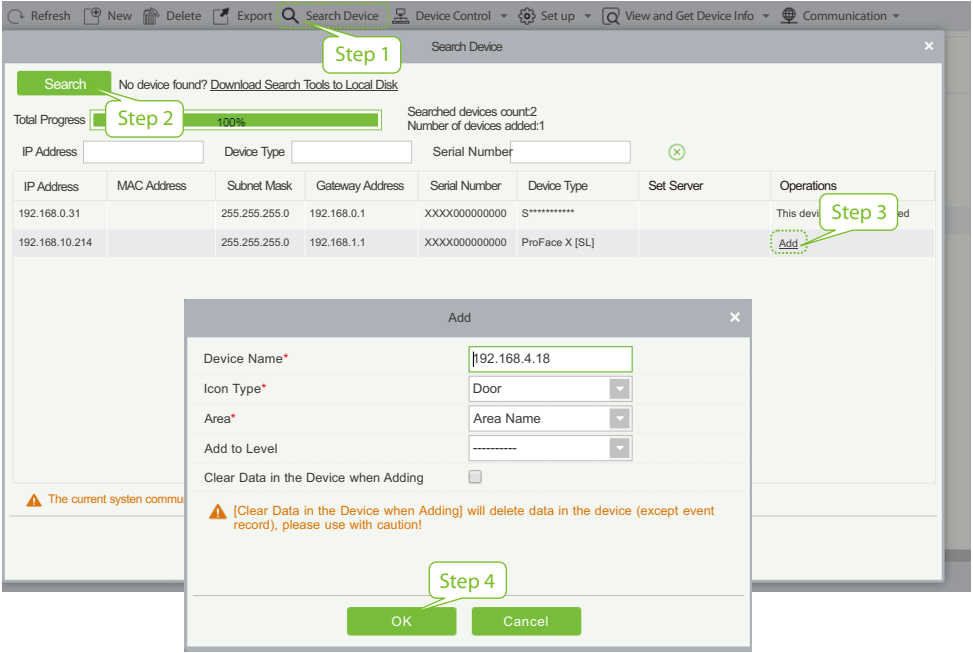 Refresh New Delete Export Search Device Device Control Set up View and Get Device Info Communication
Step 1
Search Device
Search No device found? Download Search Tools to Local Disk
Step 2
Total Progress 100% Searched devices count:2
Number of devices added:1
IP Address Device Type Serial Number
IP Address MAC Address Subnet Mask Gateway Address Serial Number Device Type Set Server Operations
192.168.0.31 255.255.255.0 192.168.0.1 XXXX000000000 S*********** This devi ed
Step 3
192.168.10.214 255.255.255.0 192.168.1.1 XXXX000000000 ProFace X [SL] Add
Add
Device Name* 192.168.4.18
Icon Type* Door
Area* Area Name
Add to Level ----------
Clear Data in the Device when Adding
The current systen commu
[Clear Data in the Device when Adding] will delete data in the device (except event
record), please use with caution!
Step 4
OK Cancel